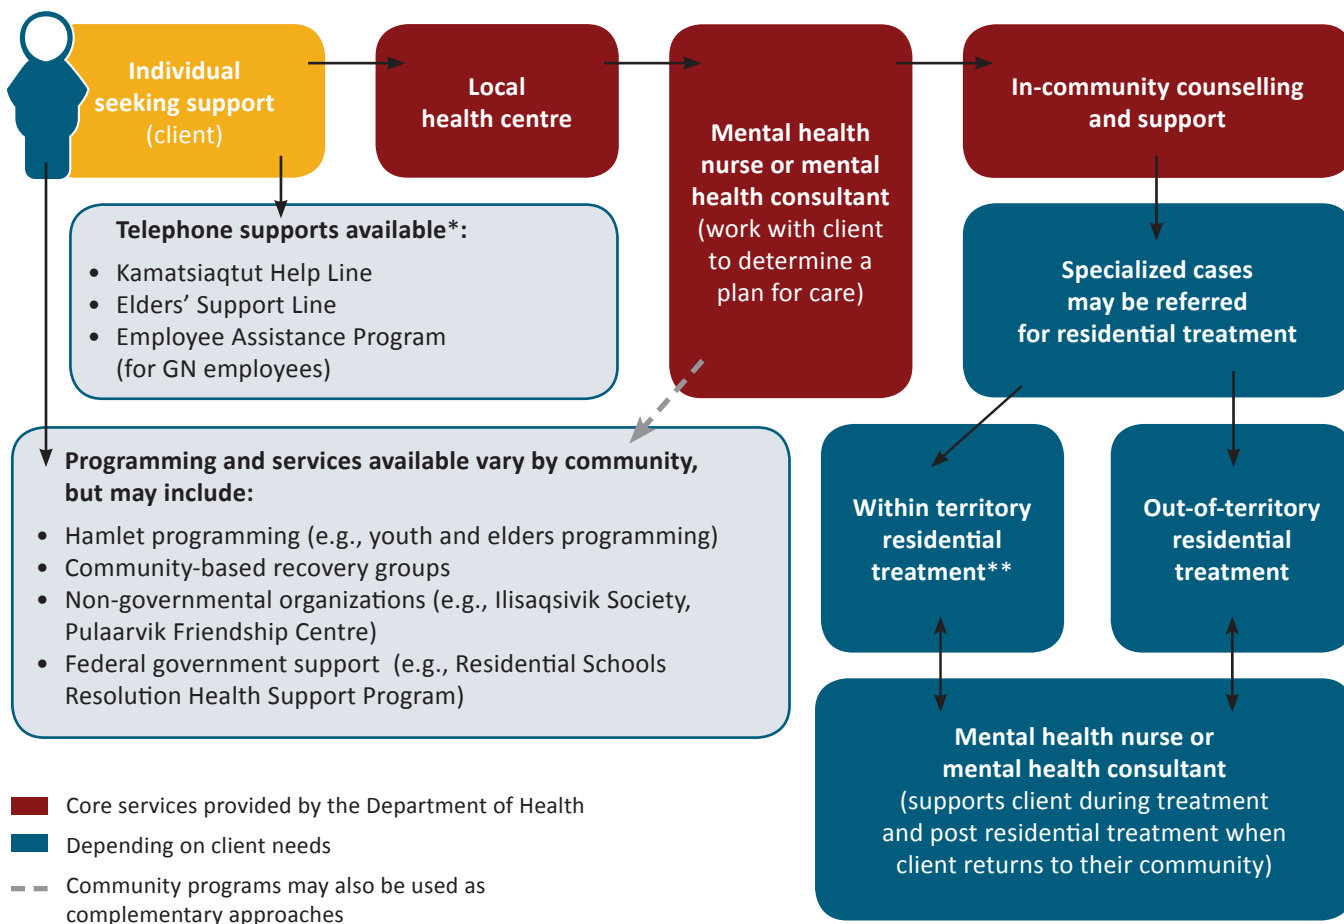 Individual
seeking support
(client)
Local
health centre
Mental health
nurse or mental
health consultant
(work with client
to determine a
plan for care)
In-community counselling
and support
Telephone supports available*:
• Kamatsiaqtut Help Line
• Elders’ Support Line
• Employee Assistance Program
(for GN employees)
Specialized cases
may be referred
for residential treatment
Programming and services available vary by community,
but may include:
• Hamlet programming (e.g., youth and elders programming)
• Community-based recovery groups
• Non-governmental organizations (e.g., Ilisaqsivik Society,
Pulaarvik Friendship Centre)
• Federal government support (e.g., Residential Schools
Resolution Health Support Program)
Within territory
residential
treatment**
Out-of-territory
residential
treatment
Mental health nurse or
mental health consultant
(supports client during treatment
and post residential treatment when
client returns to their community)
Core services provided by the Department of Health
Depending on client needs
Community programs may also be used as
complementary approaches